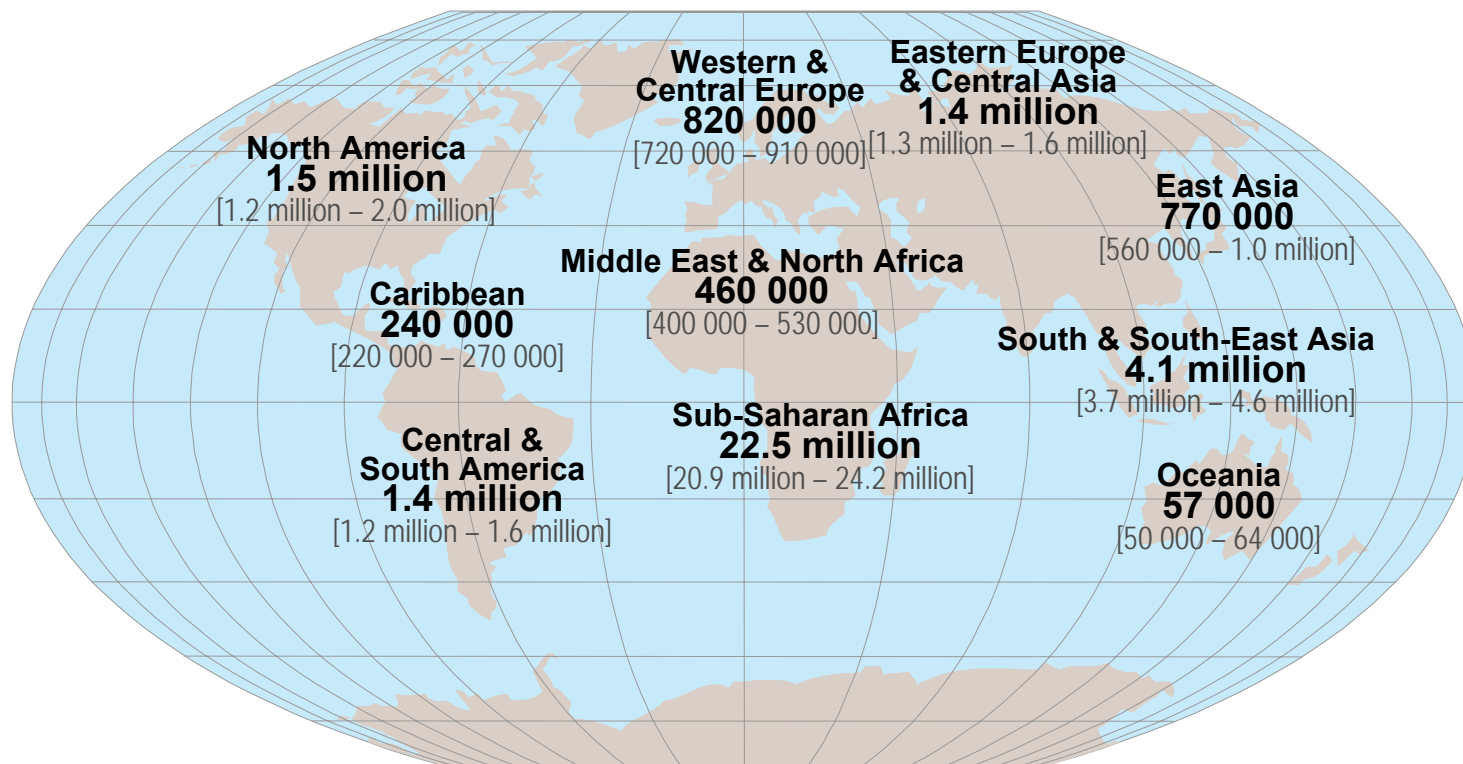 Western &
Central Europe
820 000
[720 000 – 910 000]
Eastern Europe
& Central Asia
1.4 million
[1.3 million – 1.6 million]
North America
1.5 million
[1.2 million – 2.0 million]
East Asia
770 000
[560 000 – 1.0 million]
Middle East & North Africa
460 000
[400 000 – 530 000]
Caribbean
240 000
[220 000 – 270 000]
South & South-East Asia
4.1 million
[3.7 million – 4.6 million]
Sub-Saharan Africa
22.5 million
[20.9 million – 24.2 million]
Central &
South America
1.4 million
[1.2 million – 1.6 million]
Oceania
57 000
[50 000 – 64 000]